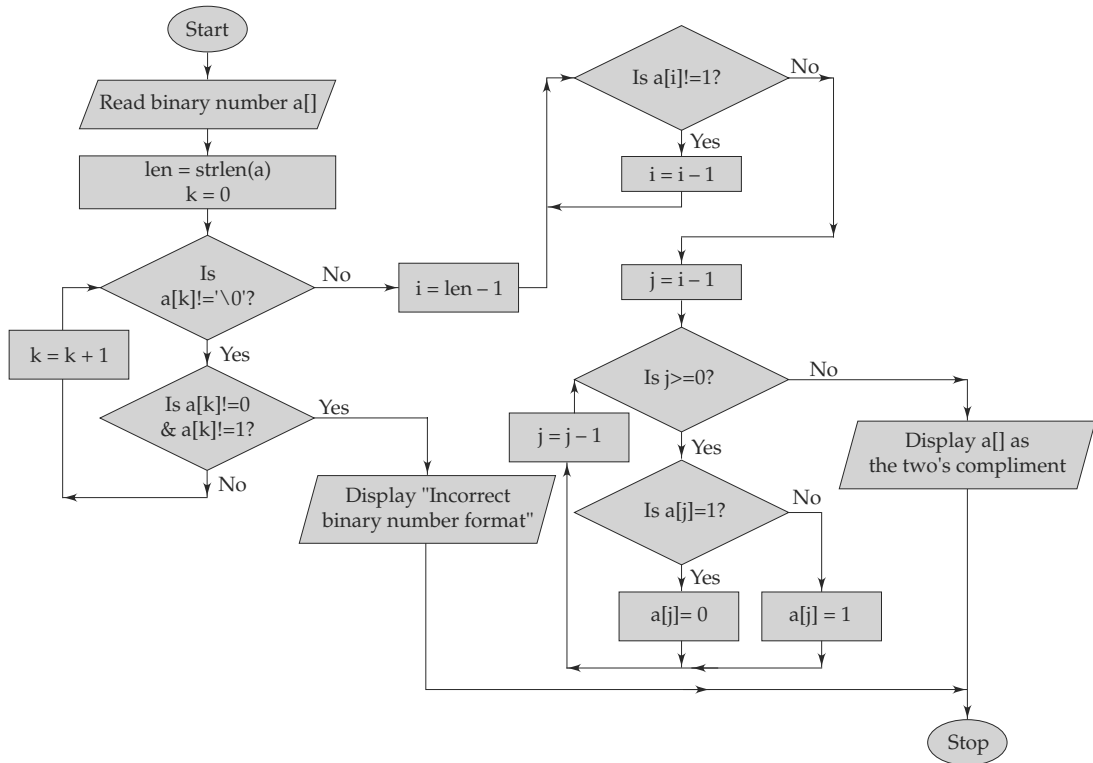 Start
Read binary number a[]
len = strlen(a)
k = 0
Is
a[k]!='\0'?
No
i = len – 1
k = k + 1
Yes
Is a[k]!=0
& a[k]!=1?
Yes
No
Display "Incorrect
binary number format"
Is a[i]!=1?
No
Yes
i = i – 1
j = i – 1
Is j>=0?
No
j = j – 1
Yes
Display a[] as
the two's compliment
Is a[j]=1?
No
Yes
a[j]= 0
a[j] = 1
Stop